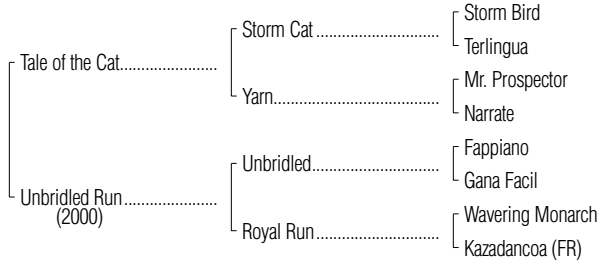 Storm Bird
Storm Cat
Terlingua
Tale of the Cat
Mr. Prospector
Yarn
Narrate
Fappiano
Unbridled
Gana Facil
Unbridled Run
(2000)
Wavering Monarch
Royal Run
Kazadancoa (FR)